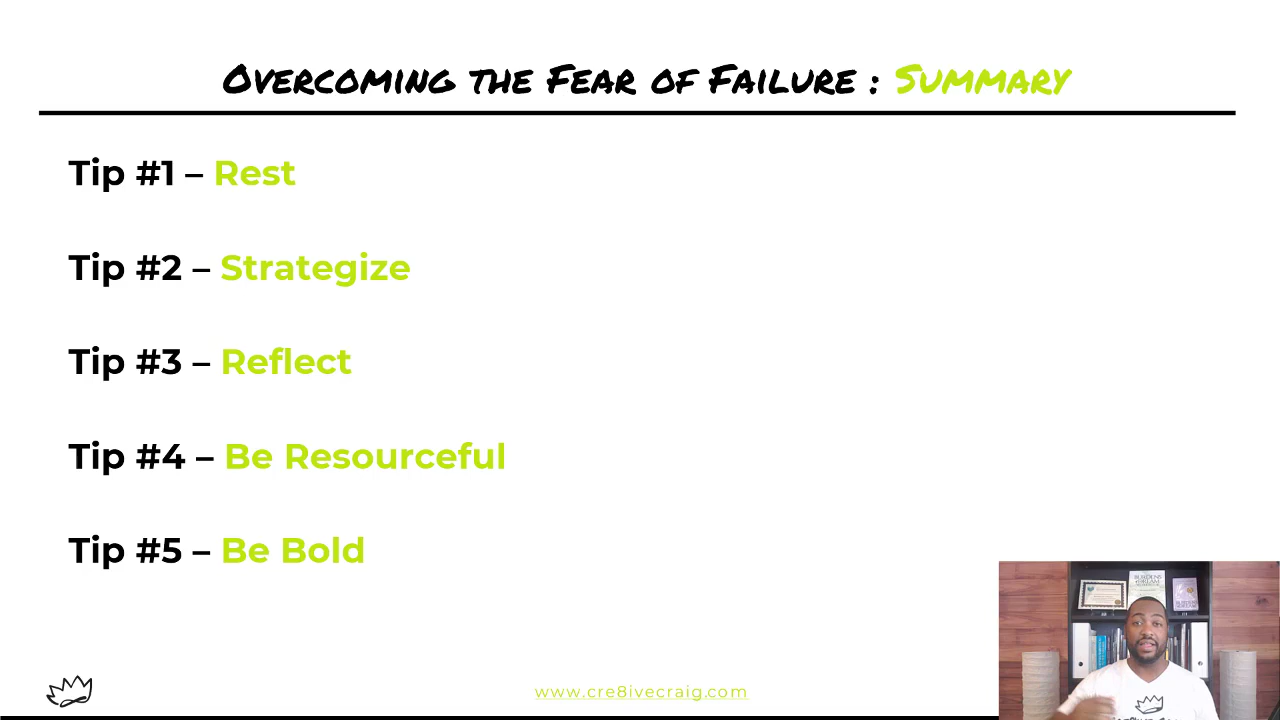 Overcoming the Fear of Failure : Summary
Tip #1 – Rest
Tip #2 – Strategize
Tip #3 – Reflect
Tip #4 – Be Resourceful
Tip #5 – Be Bold
www.cre8ivecraig.com